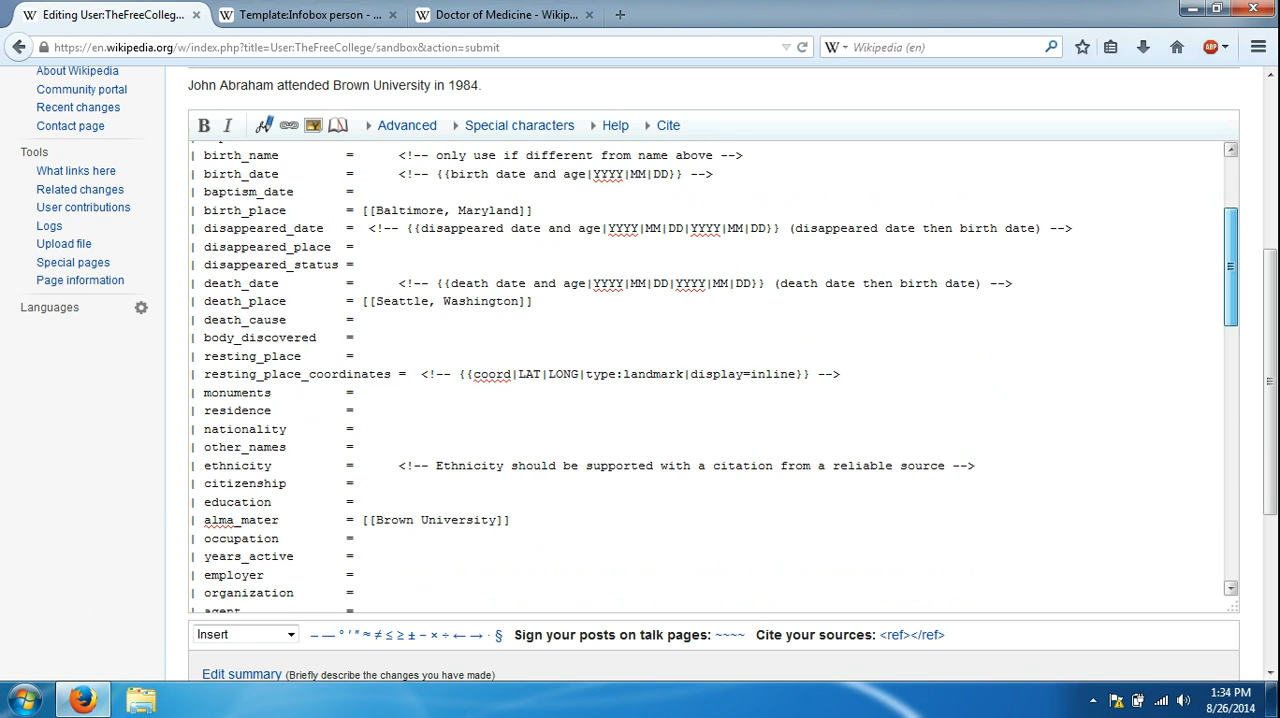 Editing User:TheFreeColleg...
Template:Infobox person - ...
Doctor of Medicine - Wikip...
https://en.wikipedia.org/w/index.php?title=User:TheFreeCollege/sandbox&action=submit
Wikipedia (en)
ABP
About Wikipedia
Community portal
Recent changes
Contact page
Tools
What links here
Related changes
User contributions
Logs
Upload file
Special pages
Page information
Languages
John Abraham attended Brown University in 1984.
B I Advanced Special characters Help Cite
| birth_name = <!-- only use if different from name above -->
| birth_date = <!-- {{birth date and age|YYYY|MM|DD}} -->
| baptism_date =
| birth_place = [[Baltimore, Maryland]]
| disappeared_date = <!-- {{disappeared date and age|YYYY|MM|DD|YYYY|MM|DD}} (disappeared date then birth date) -->
| disappeared_place =
| disappeared_status =
| death_date = <!-- {{death date and age|YYYY|MM|DD|YYYY|MM|DD}} (death date then birth date) -->
| death_place = [[Seattle, Washington]]
| death_cause =
| body_discovered =
| resting_place =
| resting_place_coordinates = <!-- {{coord|LAT|LONG|type:landmark|display=inline}} -->
| monuments =
| residence =
| nationality =
| other_names =
| ethnicity = <!-- Ethnicity should be supported with a citation from a reliable source -->
| citizenship =
| education =
| alma_mater = [[Brown University]]
| occupation =
| years_active =
| employer =
| organization =
| agent =
Insert – — ° ′ ″ ≈ ≠ ≤ ≥ ± − × ÷ ← → · § Sign your posts on talk pages: ~~~~ Cite your sources: <ref></ref>
Edit summary (Briefly describe the changes you have made)
1:34 PM
8/26/2014